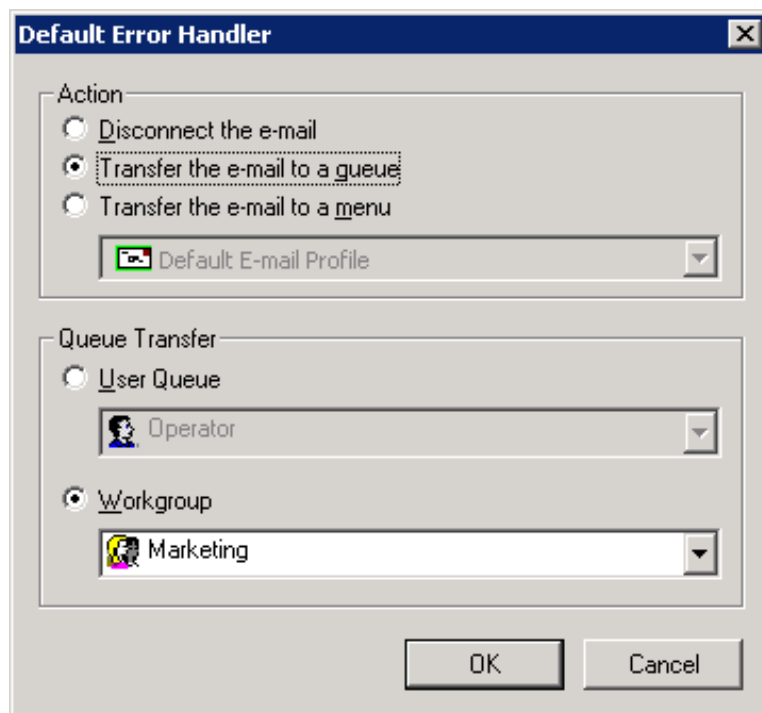 Default Error Handler
Action
Disconnect the e-mail
Transfer the e-mail to a queue
Transfer the e-mail to a menu
Default E-mail Profile
Queue Transfer
User Queue
Operator
Workgroup
Marketing
OK Cancel